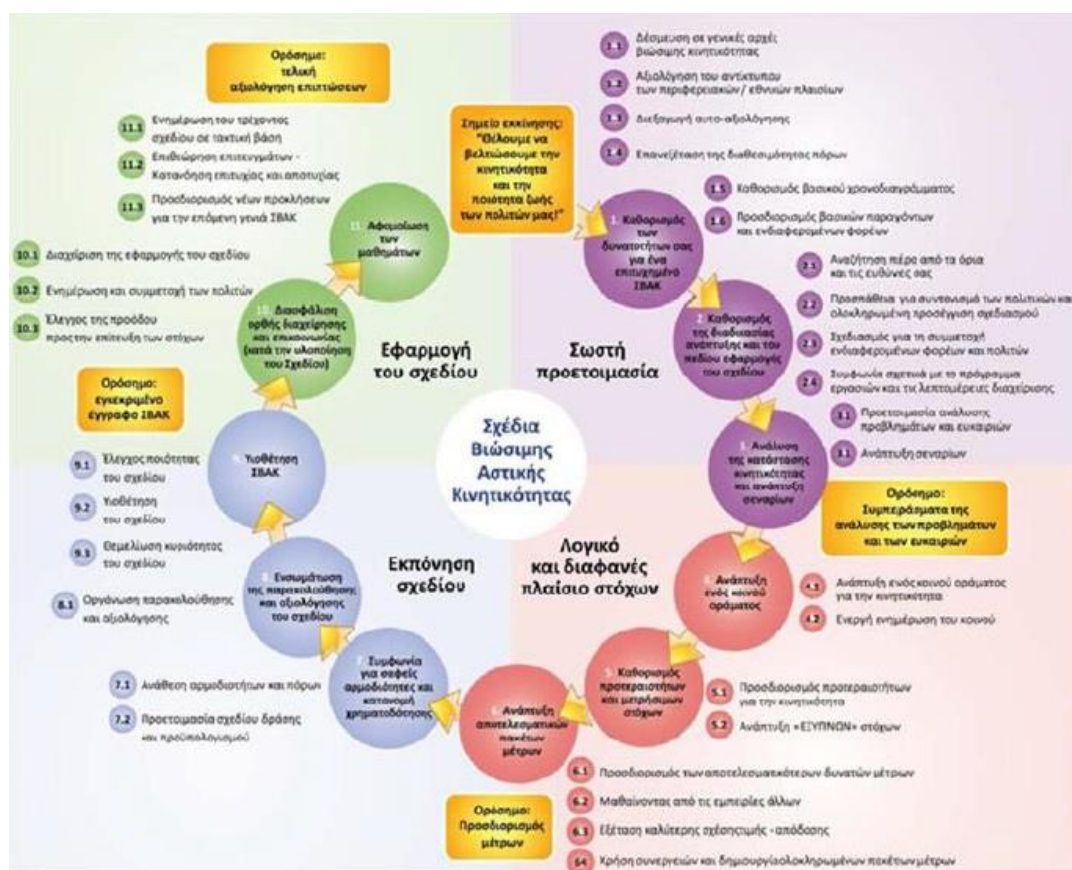 Ορόσημο:
τελική
αξιολόγηση επιπτώσεων
11.1 Ενημέρωση του τρέχοντος
σχεδίου σε τακτική βάση
11.2 Επιθεώρηση επιτευγμάτων -
Κατανόηση επιτυχίας και αποτυχίας
11.3 Προσδιορισμός νέων προκλήσεων
για την επόμενη γενιά ΣΒΑΚ
10.1 Διαχείριση της εφαρμογής του σχεδίου
10.2 Ενημέρωση και συμμετοχή των πολιτών
10.3 Έλεγχος της προόδου
προς την επίτευξη των στόχων
Σημείο εκκίνησης:
"Θέλουμε να
βελτιώσουμε την
κινητικότητα
και την
ποιότητα ζωής
των πολιτών μας!"
1.1 Δέσμευση σε γενικές αρχές
βιώσιμης κινητικότητας
1.2 Αξιολόγηση του αντίκτυπου
των περιφερειακών / εθνικών πλαισίων
1.3 Διεξαγωγή αυτο-αξιολόγησης
1.4 Επανεξέταση της διαθεσιμότητας πόρων
1.5 Καθορισμός βασικού χρονοδιαγράμματος
1.6 Προσδιορισμός βασικών παραγόντων
και ενδιαφερομένων φορέων
1. Καθορισμός
των
δυνατοτήτων σας
για ένα
επιτυχημένο
ΣΒΑΚ
2.1 Αναζήτηση πέρα από τα όρια
και τις ευθύνες σας
2.2 Προσπάθεια για συντονισμό των πολιτικών και
ολοκληρωμένη προσέγγιση σχεδιασμού
2.3 Σχεδιασμός για τη συμμετοχή
ενδιαφερομένων φορέων και πολιτών
2.4 Συμφωνία σχετικά με το πρόγραμμα
εργασιών και τις λεπτομέρειες διαχείρισης
2. Καθορισμός
της διαδικασίας
ανάπτυξης και του
πεδίου εφαρμογής
του σχεδίου
3.1 Προετοιμασία ανάλυσης
προβλημάτων και ευκαιριών
3.1 Ανάπτυξη σεναρίων
3. Ανάλυση
της κατάστασης
κινητικότητας
και ανάπτυξη
σεναρίων
Ορόσημο:
Συμπεράσματα της
ανάλυσης των προβλημάτων
και των ευκαιριών
11. Αφομοίωση
των
μαθημάτων
10. Διασφάλιση
ορθής διαχείρησης
και επικοινωνίας
(κατά την υλοποίηση
του Σχεδίου)
Εφαρμογή
του σχεδίου
Σωστή
προετοιμασία
Σχέδια
Βιώσιμης
Αστικής
Κινητικότητας
Ορόσημο:
εγκεκριμένο
έγγραφο ΣΒΑΚ
9. Υιοθέτηση
ΣΒΑΚ
9.1 Έλεγχος ποιότητας
του σχεδίου
9.2 Υιοθέτηση
του σχεδίου
9.3 Θεμελίωση κυριότητας
του σχεδίου
Εκπόνηση
σχεδίου
Λογικό
και διαφανές
πλαίσιο στόχων
8. Ενσωμάτωση
της παρακολούθησης
και αξιολόγησης
του σχεδίου
8.1 Οργάνωση παρακολούθησης
και αξιολόγησης
4. Ανάπτυξη
ενός κοινού
οράματος
4.1 Ανάπτυξη ενός κοινού οράματος
για την κινητικότητα
4.2 Ενεργή ενημέρωση του κοινού
7. Συμφωνία
για σαφείς
αρμοδιότητες και
κατανομή
χρηματοδότησης
7.1 Ανάθεση αρμοδιοτήτων και πόρων
7.2 Προετοιμασία σχεδίου δράσης
και προϋπολογισμού
5. Καθορισμός
προτεραιοτήτων
και μετρήσιμων
στόχων
5.1 Προσδιορισμός προτεραιοτήτων
για την κινητικότητα
5.2 Ανάπτυξη «ΕΞΥΠΝΩΝ» στόχων
6. Ανάπτυξη
αποτελεσματικών
πακέτων
μέτρων
6.1 Προσδιορισμός των αποτελεσματικότερων δυνατών μέτρων
6.2 Μαθαίνοντας από τις εμπειρίες άλλων
6.3 Εξέταση καλύτερης σχέσης τιμής - απόδοσης
64 Χρήση συνεργειών και δημιουργία ολοκληρωμένων πακέτων μέτρων
Ορόσημο:
Προσδιορισμός
μέτρων